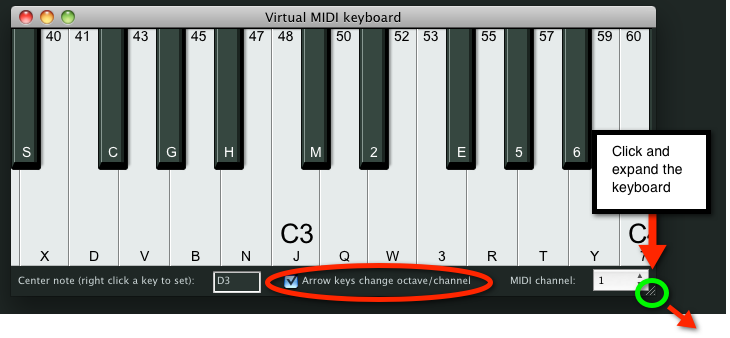 Virtual MIDI keyboard
40 41 43 45 47 48 50 52 53 55 57 59 60
S C G H M 2 E 5 6
Click and
expand the
keyboard
C3 C
X D V B N J Q W 3 R T Y 7
Center note (right click a key to set): D3 Arrow keys change octave/channel MIDI channel: 1